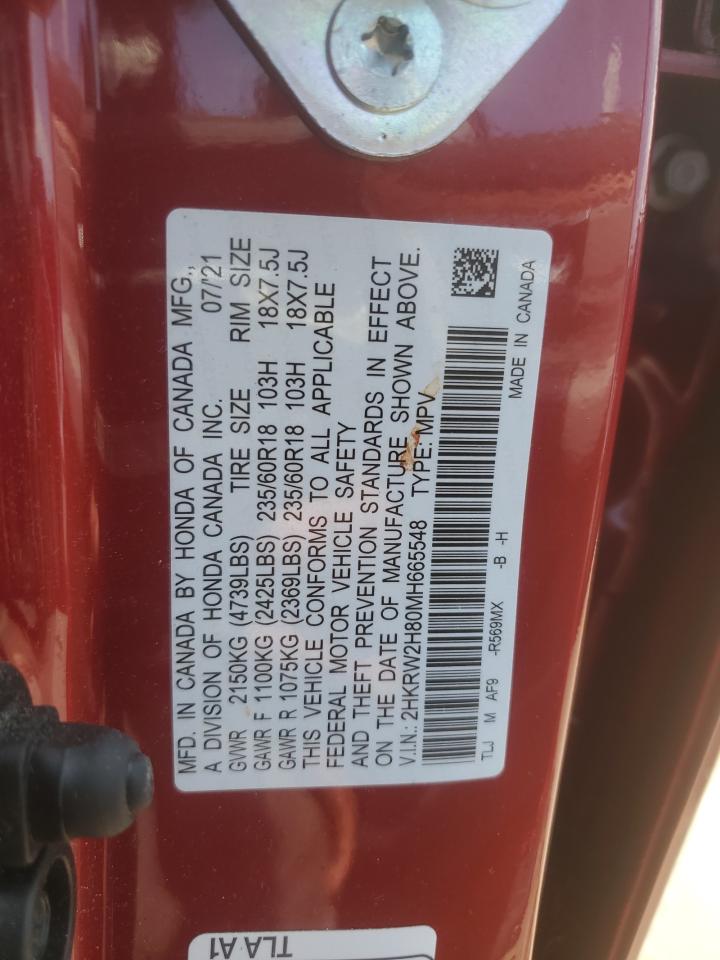 MFD. IN CANADA BY HONDA OF CANADA MFG.,
A DIVISION OF HONDA CANADA INC. 07/'21
GVWR 2150KG (4739LBS) TIRE SIZE RIM SIZE
GAWR F 1100KG (2425LBS) 235/60R18 103H 18X7.5J
GAWR R 1075KG (2369LBS) 235/60R18 103H 18X7.5J
THIS VEHICLE CONFORMS TO ALL APPLICABLE
FEDERAL MOTOR VEHICLE SAFETY
AND THEFT PREVENTION STANDARDS IN EFFECT
ON THE DATE OF MANUFACTURE SHOWN ABOVE.
V.I.N.: 2HKRW2H80MH665548 TYPE: MPV
TLJ M AF9 -R569MX -B -H MADE IN CANADA
TLA A1